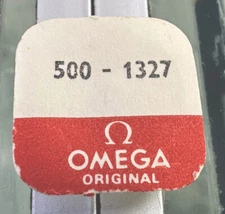 500 - 1327
Ω
OMEGA
ORIGINAL